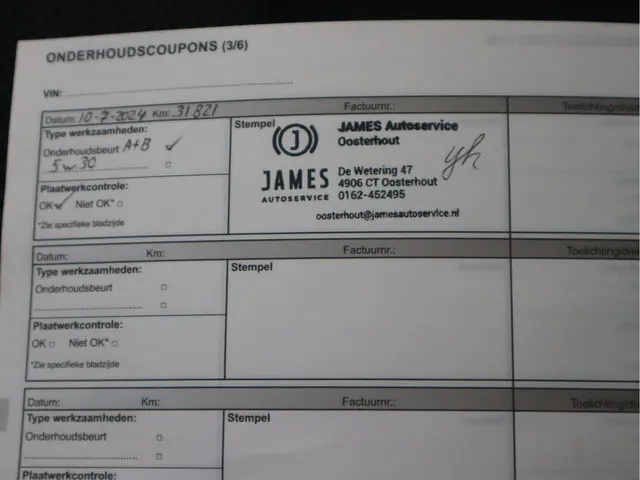 ONDERHOUDSCOUPONS (3/6)
VIN:
Datum: 10-7-2024 Km: 31821 Factuurnr.:
Type werkzaamheden:
Onderhoudsbeurt A+B ✓
5w30 □
Plaatwerkcontrole:
OK ✓ Niet OK* □
*Zie specifieke bladzijde
Stempel
JAMES Autoservice
Oosterhout
J
JAMES
AUTOSERVICE
De Wetering 47
4906 CT Oosterhout
0162-452495
oosterhout@jamesautoservice.nl
Datum: Km: Factuurnr.:
Type werkzaamheden:
Onderhoudsbeurt □
□
Plaatwerkcontrole:
OK □ Niet OK* □
*Zie specifieke bladzijde
Stempel
Datum: Km: Factuurnr.:
Type werkzaamheden:
Onderhoudsbeurt □
□
Plaatwerkcontrole:
Stempel